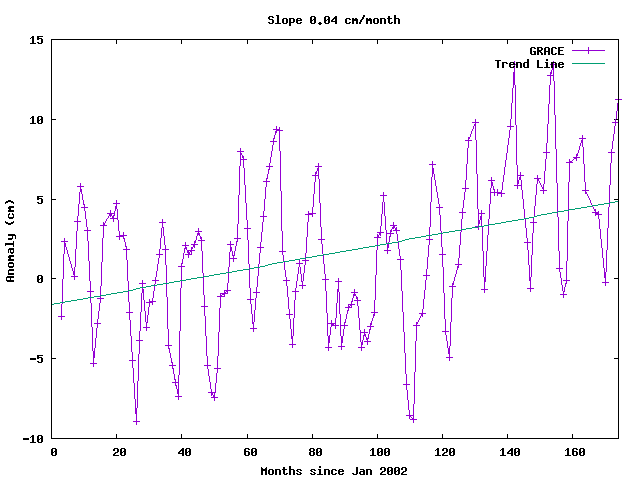 Slope 0.04 cm/month
GRACE
Trend Line
15
10
5
0
-5
-10
Anomaly (cm)
0 20 40 60 80 100 120 140 160
Months since Jan 2002